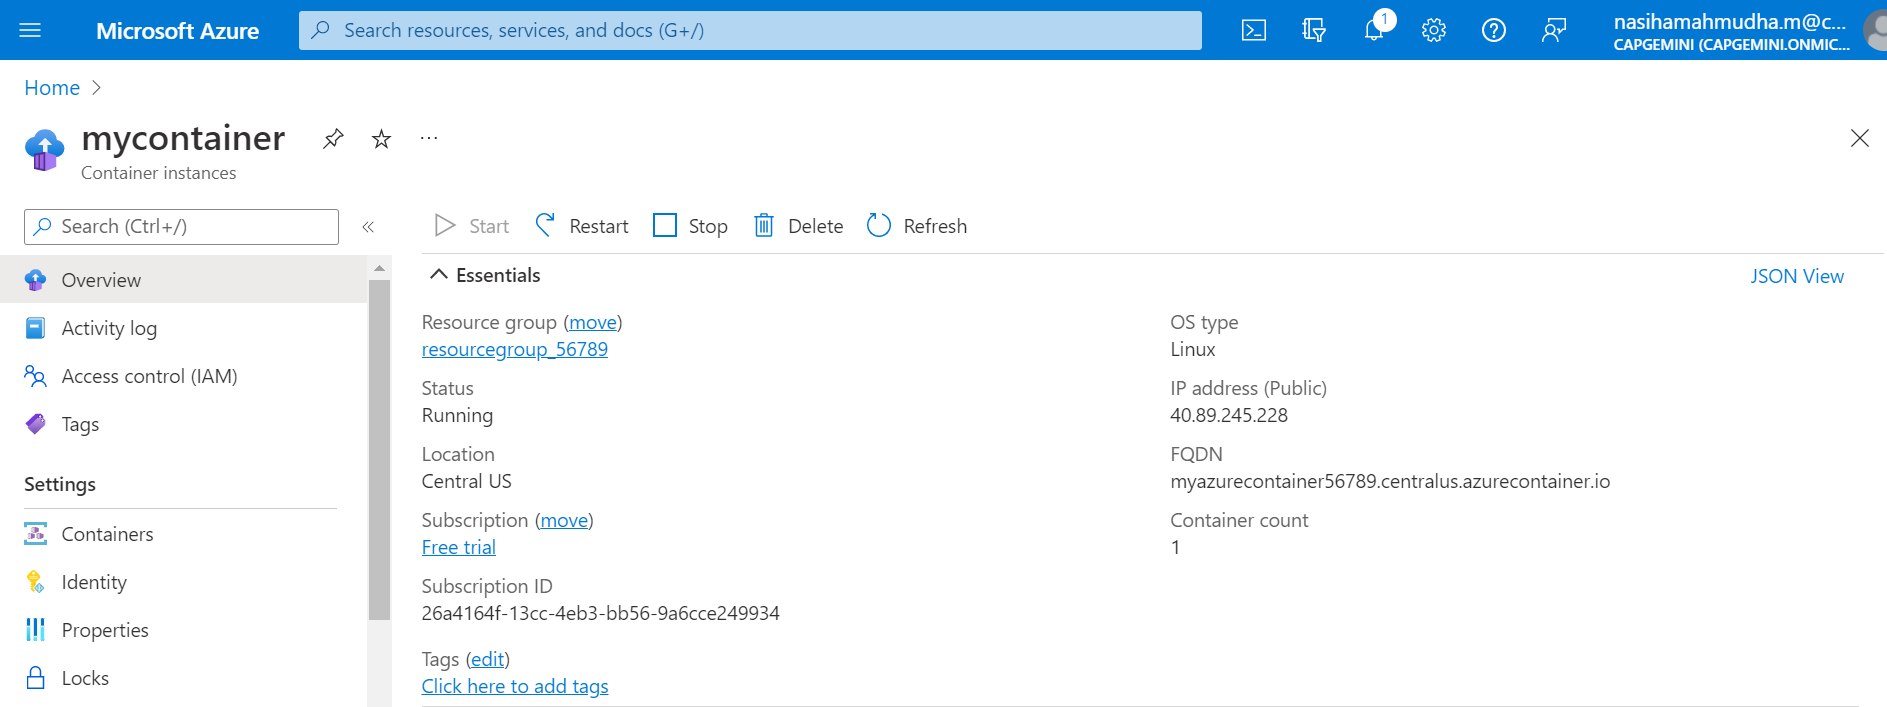 Microsoft Azure
Search resources, services, and docs (G+/)
1
nasihamahmudha.m@c...
CAPGEMINI (CAPGEMINI.ONMIC...
Home
mycontainer
...
Container instances
Search (Ctrl+/)
«
Start
Restart
Stop
Delete
Refresh
Overview
Activity log
Access control (IAM)
Tags
Settings
Containers
Identity
Properties
Locks
Essentials
JSON View
Resource group (move)
resourcegroup_56789
Status
Running
Location
Central US
Subscription (move)
Free trial
Subscription ID
26a4164f-13cc-4eb3-bb56-9a6cce249934
Tags (edit)
Click here to add tags
OS type
Linux
IP address (Public)
40.89.245.228
FQDN
myazurecontainer56789.centralus.azurecontainer.io
Container count
1